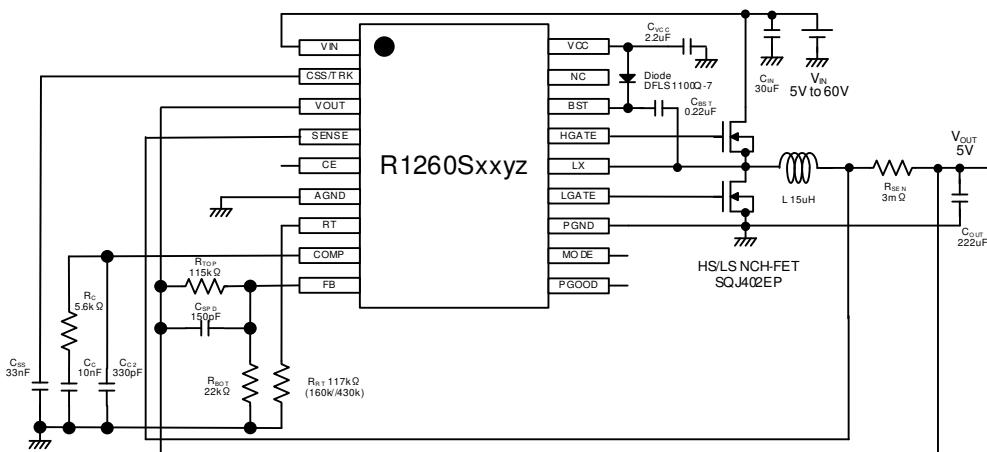 R1260Sxxyz
VIN
CSS/TRK
VOUT
SENSE
CE
AGND
RT
COMP
FB
VCC
NC
BST
HGATE
LX
LGATE
PGND
MODE
PGOOD
CVCC
2.2uF
Diode
DFLS1100Q-7
CBST
0.22uF
CIN
30uF
VIN
5V to 60V
VOUT
5V
L 15uH
RSEN
3mΩ
COUT
222uF
HS/LS NCH-FET
SQJ402EP
RTOP
115kΩ
CSPD
150pF
RC
5.6kΩ
CSS
33nF
CC
10nF
CC2
330pF
RBOT
22kΩ
RRT 117kΩ
(160k//430k)